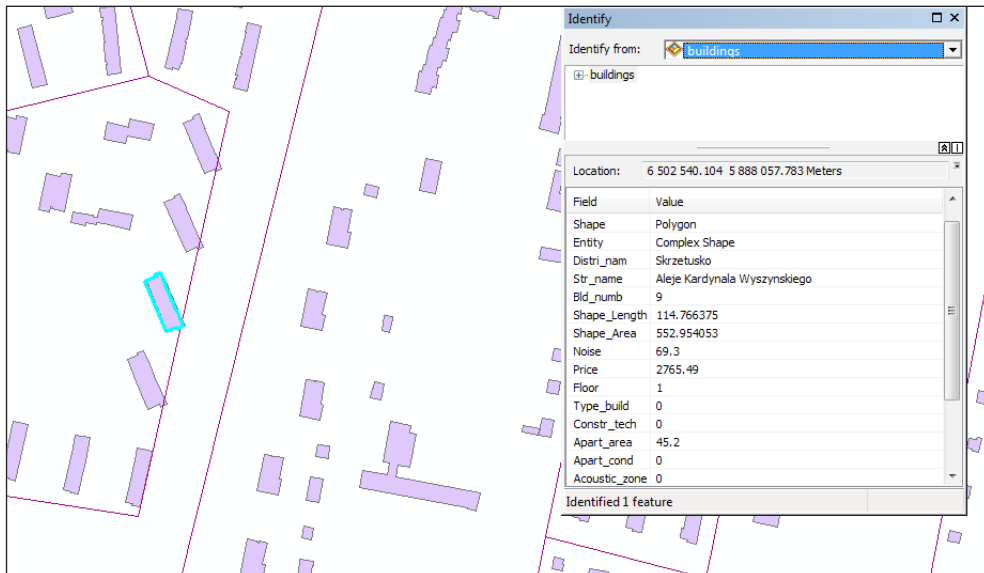 Identify
Identify from: buildings
buildings
Location: 6 502 540.104 5 888 057.783 Meters
Field Value
Shape Polygon
Entity Complex Shape
Distri_nam Skrzetusko
Str_name Aleje Kardynala Wyszynskiego
Bld_numb 9
Shape_Length 114.766375
Shape_Area 552.954053
Noise 69.3
Price 2765.49
Floor 1
Type_build 0
Constr_tech 0
Apart_area 45.2
Apart_cond 0
Acoustic_zone 0
Identified 1 feature